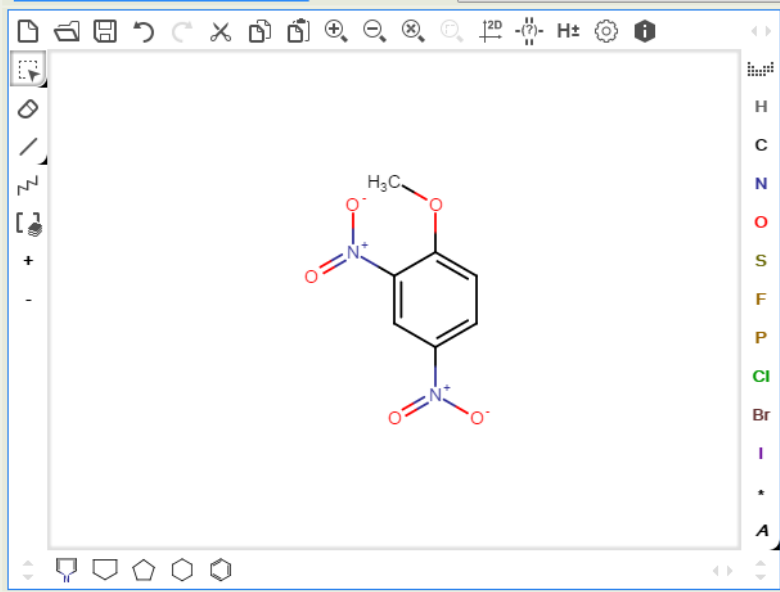 2D
-(?)-
H±
i
H
C
N
O
S
F
P
Cl
Br
I
*
A
[ ]
+
-
H₃C
O
O⁻
N⁺
O
N⁺
O
O⁻
N